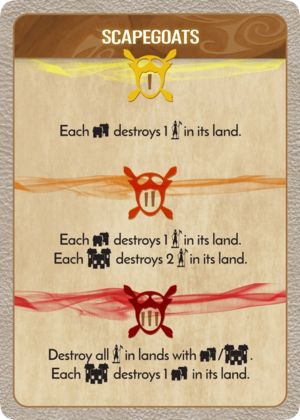 SCAPEGOATS
I
Each destroys 1 in its land.
II
Each destroys 1 in its land.
Each destroys 2 in its land.
III
Destroy all in lands with / .
Each destroys 1 in its land.